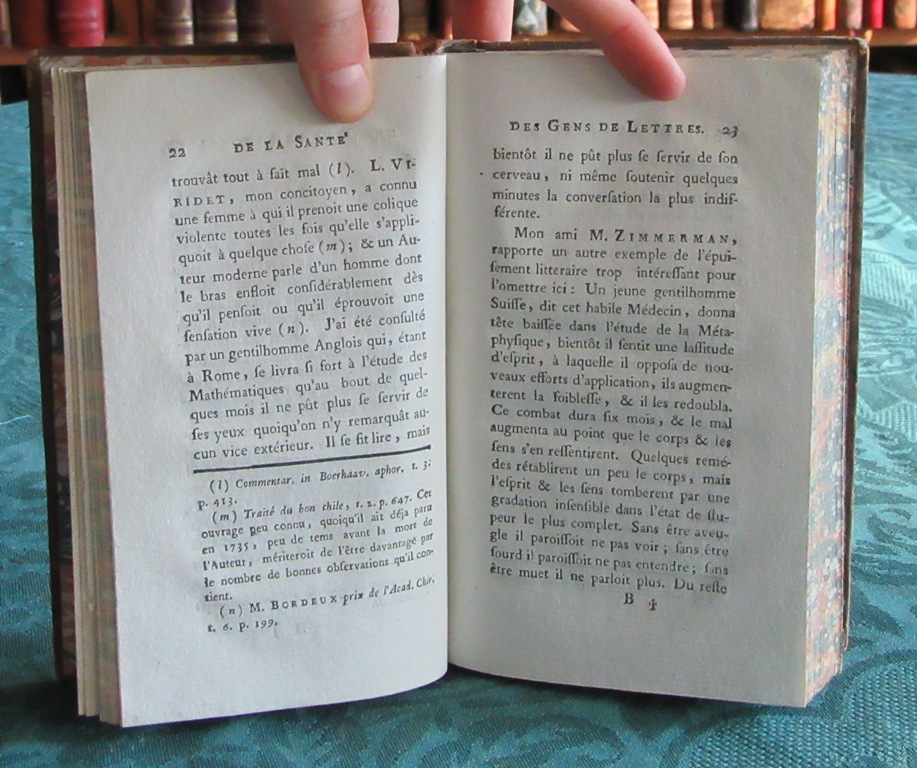 22 DE LA SANTÉ
trouvât tout à fait mal (l). L. VI-
RIDET, mon concitoyen, a connu
une femme à qui il prenoit une colique
violente toutes les fois qu'elle s'appli-
quoit à quelque choſe (m); & un Au-
teur moderne parle d'un homme dont
le bras enfloit conſidérablement dès
qu'il penſoit ou qu'il éprouvoit une
ſenſation vive (n). J'ai été conſulté
par un gentilhomme Anglois qui, étant
à Rome, ſe livra ſi fort à l'étude des
Mathématiques qu'au bout de quel-
ques mois il ne pût plus ſe ſervir de
ſes yeux quoiqu'on n'y remarquât au-
cun vice extérieur. Il ſe fit lire, mais
(l) Commentar. in Boerhaav. aphor. t. 3.
p. 413.
(m) Traité du bon chile, t. 2. p. 647. Cet
ouvrage peu connu, quoiqu'il ait déja paru
en 1735, peu de tems avant la mort de
l'Auteur, mériteroit de l'être davantage par
le nombre de bonnes obſervations qu'il con-
tient.
(n) M. BORDEUX prix de l'Acad. Chir.
t. 6. p. 199.
DES GENS DE LETTRES. 23
bientôt il ne pût plus ſe ſervir de ſon
cerveau, ni même ſoutenir quelques
minutes la converſation la plus indif-
férente.
Mon ami M. ZIMMERMAN,
rapporte un autre exemple de l'épui-
ſement litteraire trop intéreſſant pour
l'omettre ici: Un jeune gentilhomme
Suiſſe, dit cet habile Médecin, donna
tête baiſſée dans l'étude de la Méta-
phyſique, bientôt il ſentit une laſſitude
d'eſprit, à laquelle il oppoſa de nou-
veaux efforts d'application, ils augmen-
terent la foibleſſe, & il les redoubla.
Ce combat dura ſix mois, & le mal
augmenta au point que le corps & les
ſens s'en reſſentirent. Quelques remé-
des rétablirent un peu le corps, mais
l'eſprit & les ſens tomberent par une
gradation inſenſible dans l'état de ſtu-
peur le plus complet. Sans être aveu-
gle il paroiſſoit ne pas voir; ſans être
ſourd il paroiſſoit ne pas entendre; ſans
être muet il ne parloit plus. Du reſte
B 4